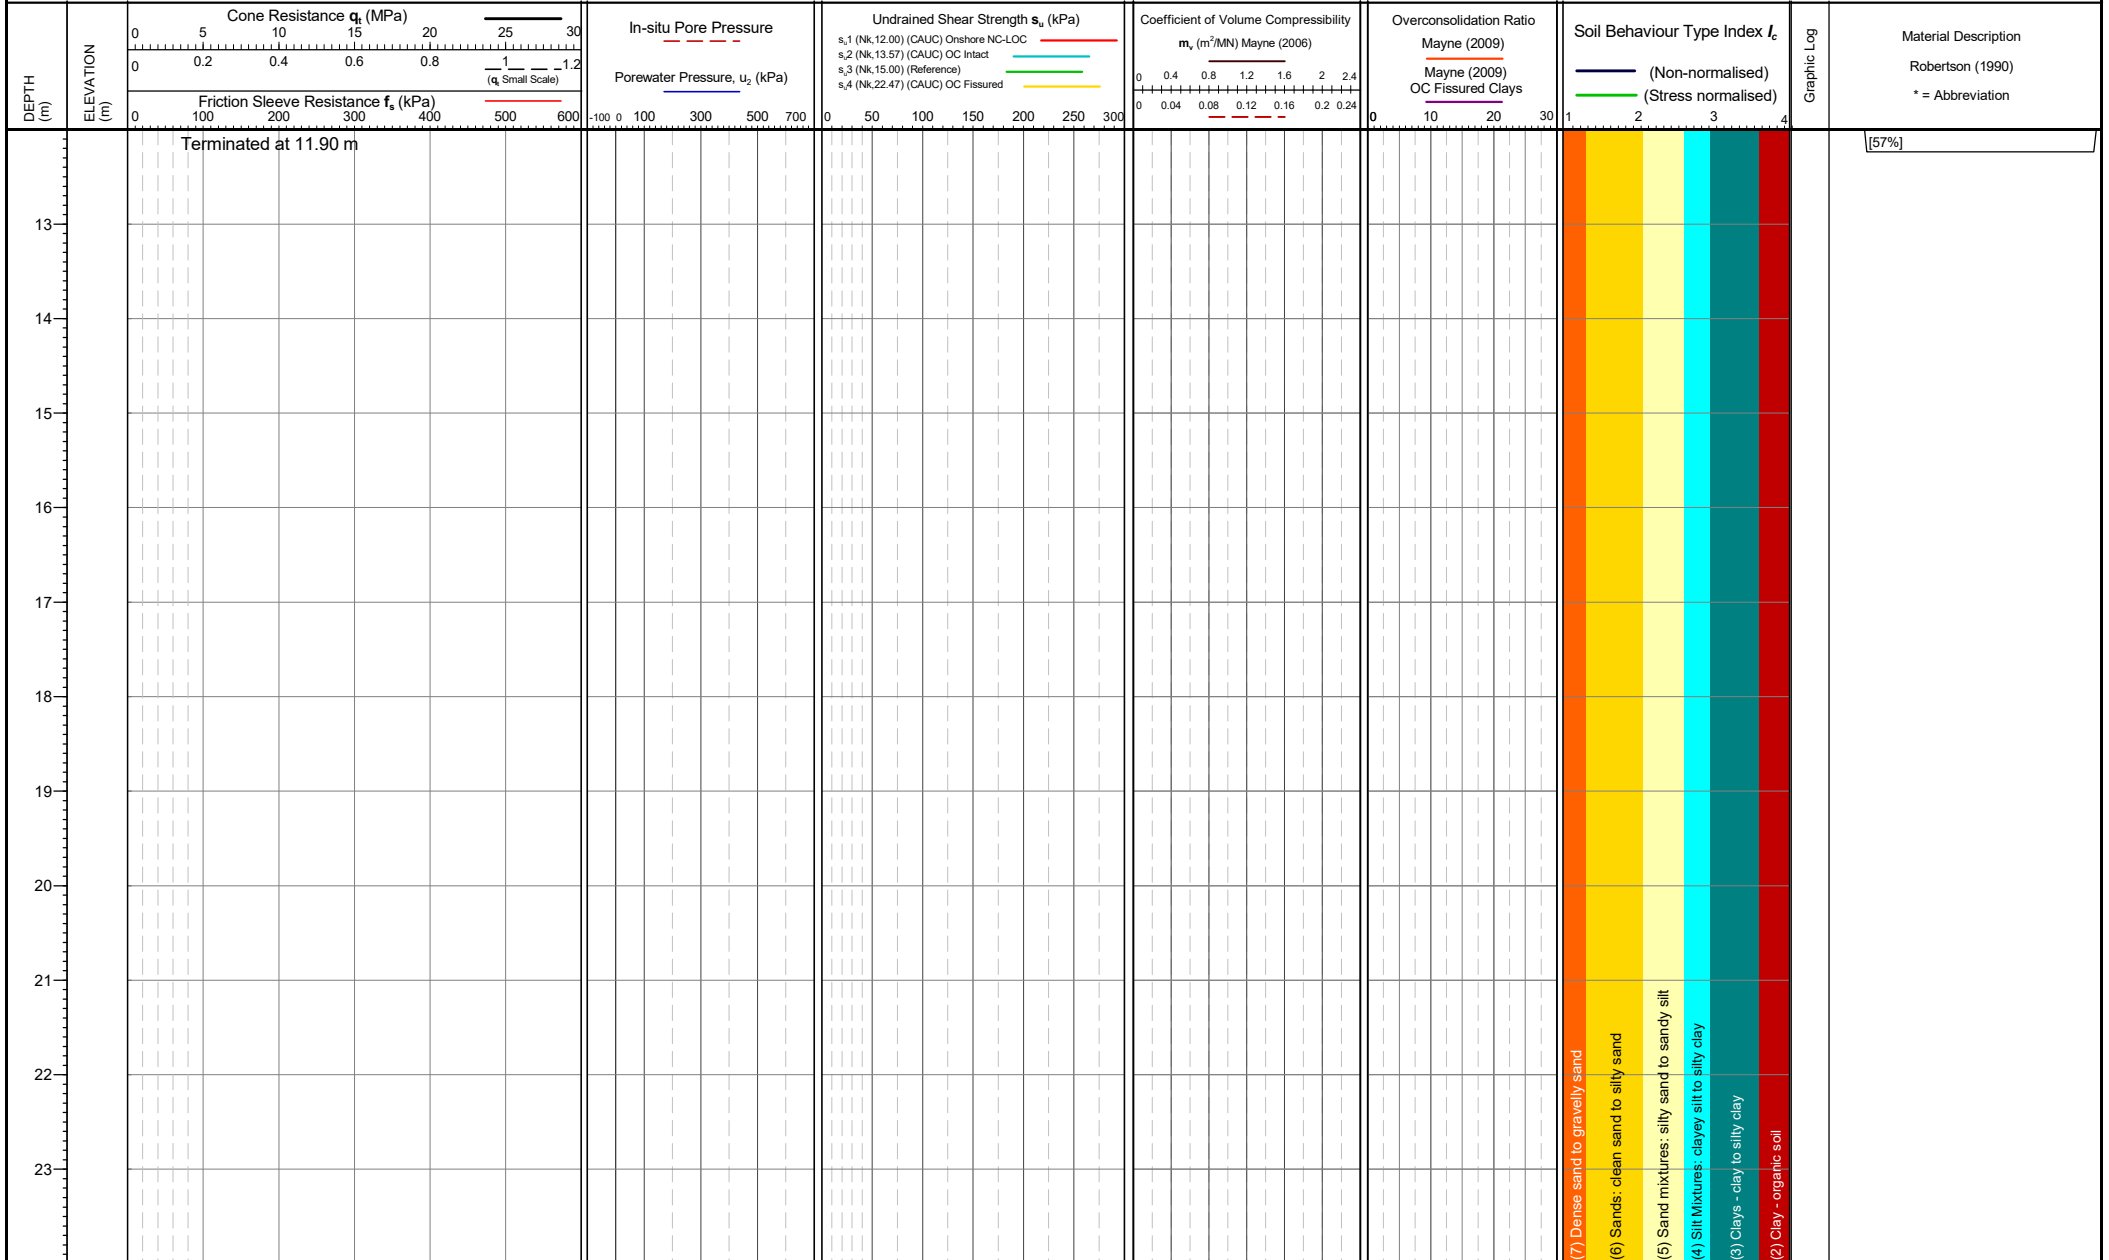 DEPTH
(m)
ELEVATION
(m)
Cone Resistance qt (MPa)
0 5 10 15 20 25 30
0 0.2 0.4 0.6 0.8 1 1.2
(qt Small Scale)
Friction Sleeve Resistance fs (kPa)
0 100 200 300 400 500 600
In-situ Pore Pressure
Porewater Pressure, u2 (kPa)
-100 0 100 300 500 700
Undrained Shear Strength su (kPa)
su1 (Nk,12.00) (CAUC) Onshore NC-LOC
su2 (Nk,13.57) (CAUC) OC Intact
su3 (Nk,15.00) (Reference)
su4 (Nk,22.47) (CAUC) OC Fissured
0 50 100 150 200 250 300
Coefficient of Volume Compressibility
mv (m²/MN) Mayne (2006)
0 0.4 0.8 1.2 1.6 2 2.4
0 0.04 0.08 0.12 0.16 0.2 0.24
Overconsolidation Ratio
Mayne (2009)
Mayne (2009)
OC Fissured Clays
0 10 20 30
Soil Behaviour Type Index Ic
(Non-normalised)
(Stress normalised)
1 2 3 4
Graphic Log
Material Description
Robertson (1990)
* = Abbreviation
Terminated at 11.90 m
[57%]
13
14
15
16
17
18
19
20
21
22
23
(7) Dense sand to gravelly sand
(6) Sands: clean sand to silty sand
(5) Sand mixtures: silty sand to sandy silt
(4) Silt Mixtures: clayey silt to silty clay
(3) Clays - clay to silty clay
(2) Clay - organic soil